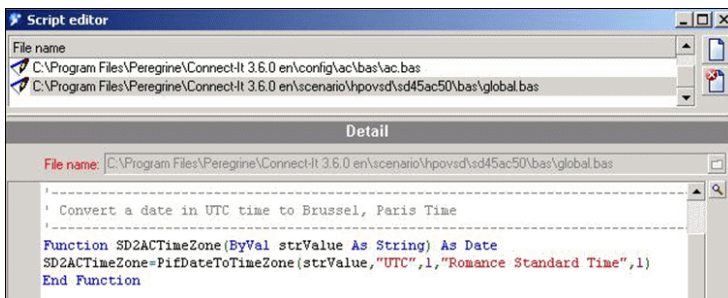 Script editor
File name
C:\Program Files\Peregrine\Connect-It 3.6.0 en\config\ac\bas\ac.bas
C:\Program Files\Peregrine\Connect-It 3.6.0 en\scenario\hpovsd\sd45ac50\bas\global.bas
Detail
File name: C:\Program Files\Peregrine\Connect-It 3.6.0 en\scenario\hpovsd\sd45ac50\bas\global.bas
'--------------------------------------------------------------------------------
' Convert a date in UTC time to Brussel, Paris Time
'--------------------------------------------------------------------------------
Function SD2ACTimeZone(ByVal strValue As String) As Date
SD2ACTimeZone=PifDateToTimeZone(strValue,"UTC",1,"Romance Standard Time",1)
End Function